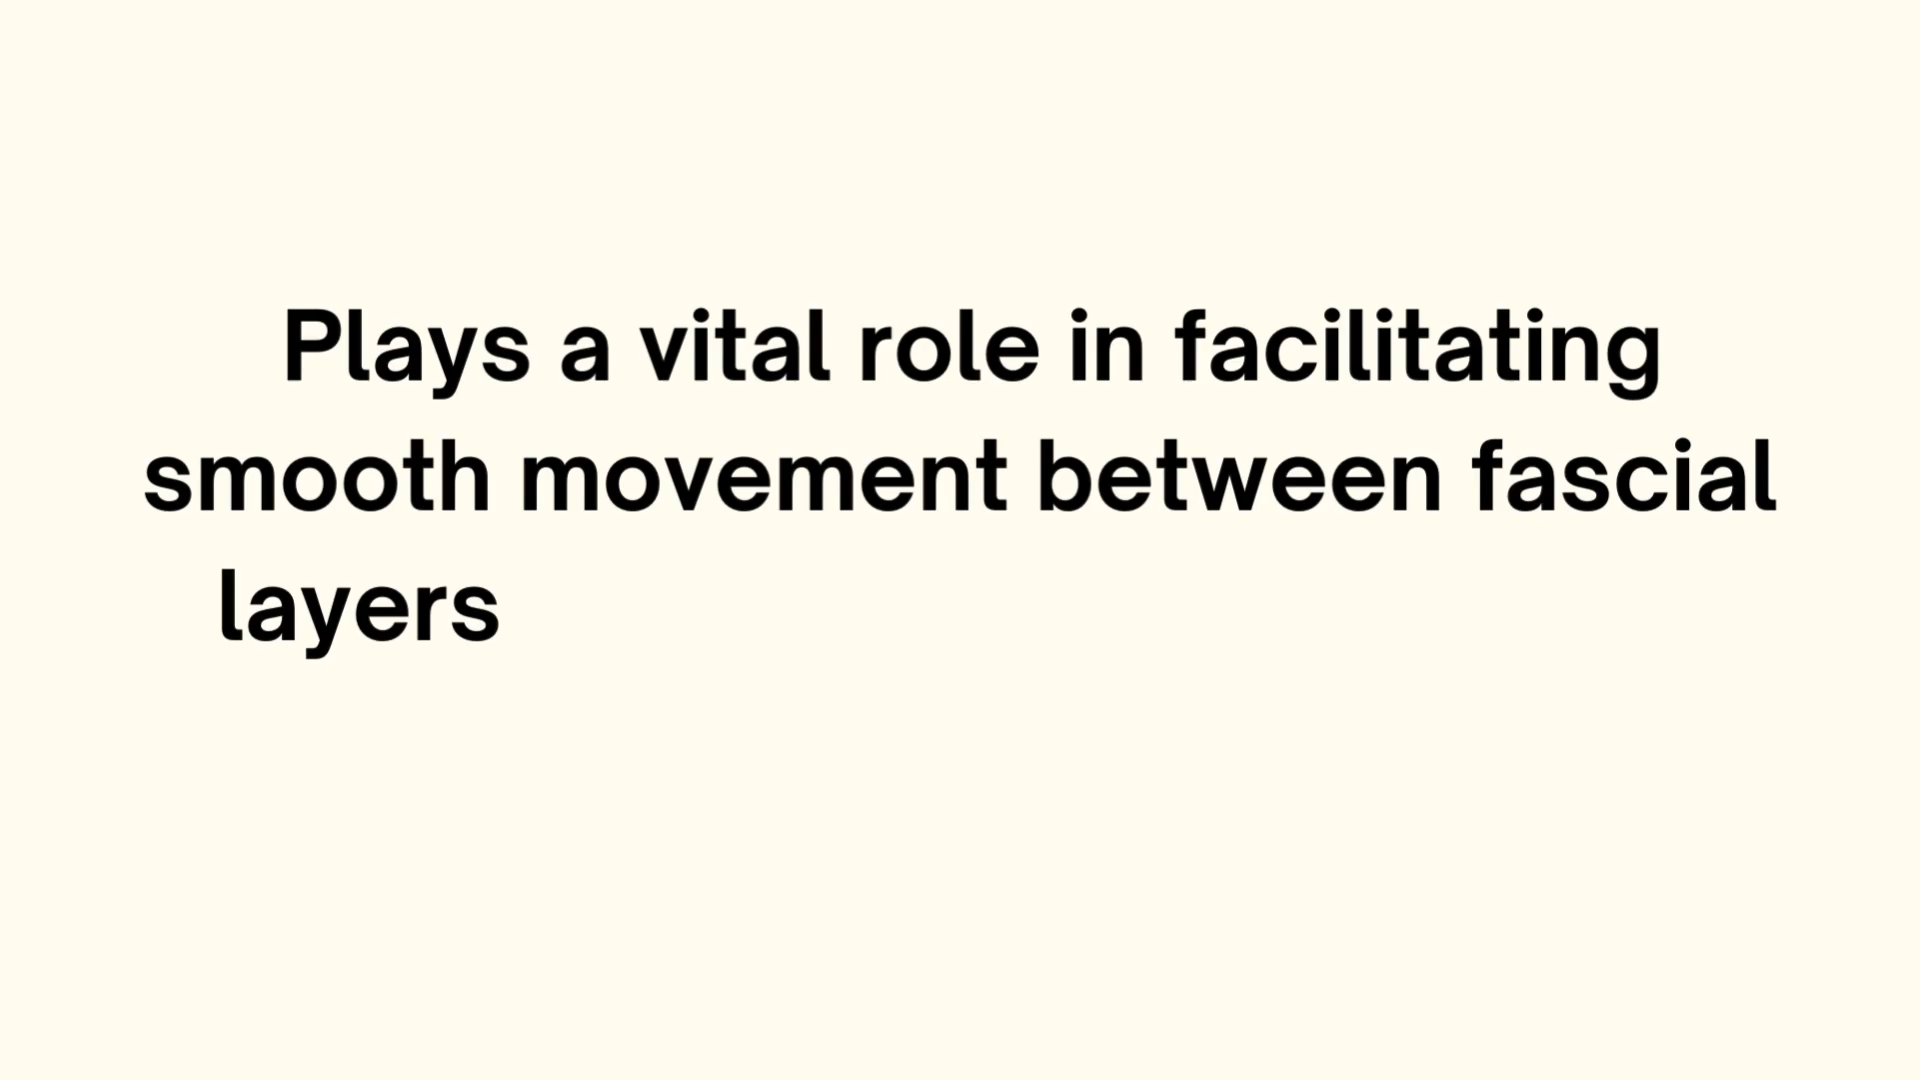 Plays a vital role in facilitating
smooth movement between fascial
layers